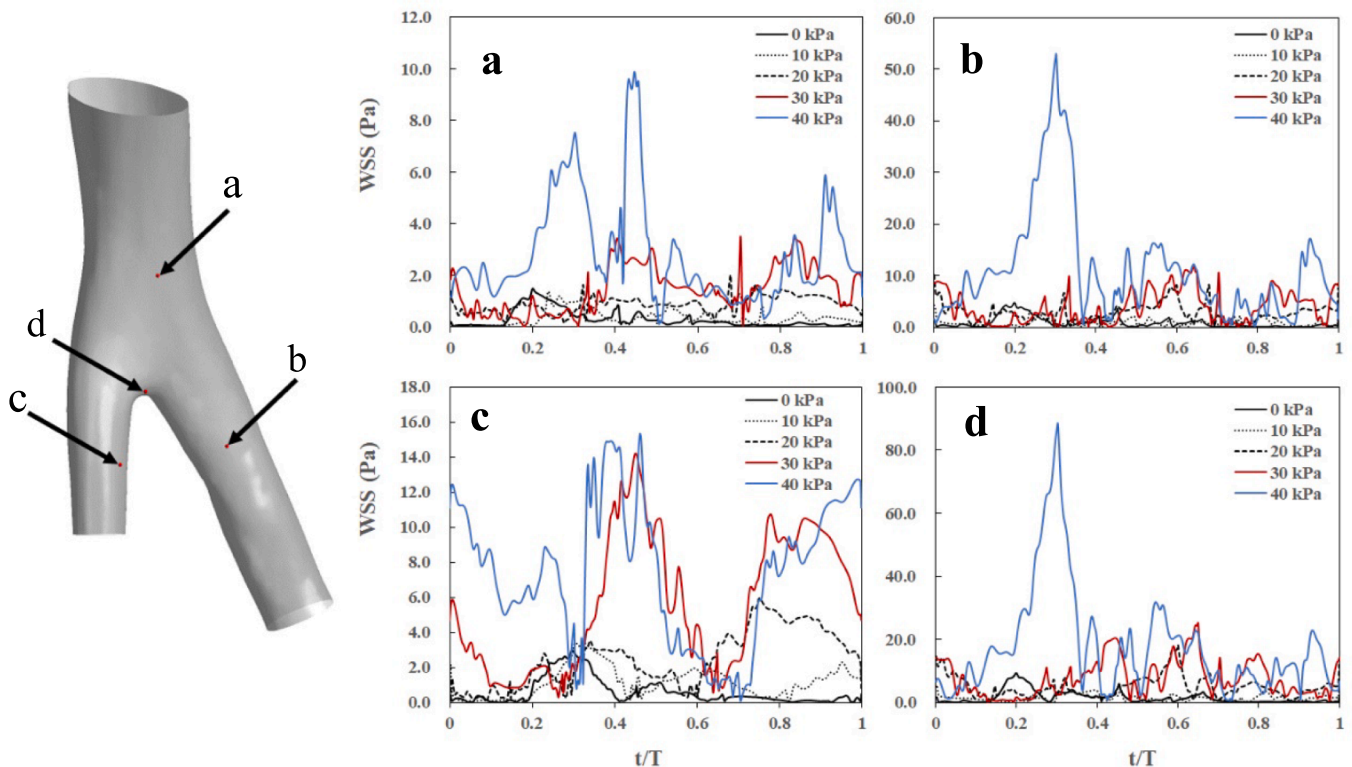 a
d
b
c
WSS (Pa)
12.0
10.0
8.0
6.0
4.0
2.0
0.0
a
0 kPa
10 kPa
20 kPa
30 kPa
40 kPa
0 0.2 0.4 0.6 0.8 1
60.0
50.0
40.0
30.0
20.0
10.0
0.0
b
0 kPa
10 kPa
20 kPa
30 kPa
40 kPa
0 0.2 0.4 0.6 0.8 1
WSS (Pa)
18.0
16.0
14.0
12.0
10.0
8.0
6.0
4.0
2.0
0.0
c
0 kPa
10 kPa
20 kPa
30 kPa
40 kPa
0 0.2 0.4 0.6 0.8 1
t/T
100.0
80.0
60.0
40.0
20.0
0.0
d
0 kPa
10 kPa
20 kPa
30 kPa
40 kPa
0 0.2 0.4 0.6 0.8 1
t/T